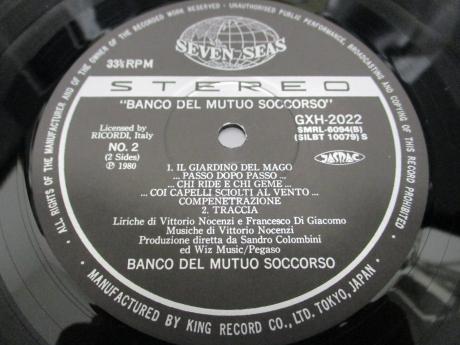 SEVEN-SEAS
33⅓ RPM
STEREO
"BANCO DEL MUTUO SOCCORSO"
Licensed by
RICORDI, Italy
NO. 2
(2 Sides)
Ⓟ 1980
GXH-2022
SMRL-6094(B)
(SILBT 10079) S
JASRAC
1. IL GIARDINO DEL MAGO
... PASSO DOPO PASSO ...
... CHI RIDE E CHI GEME ...
... COI CAPELLI SCIOLTI AL VENTO ...
COMPENETRAZIONE
2. TRACCIA
Liriche di Vittorio Nocenzi e Francesco Di Giacomo
Musiche di Vittorio Nocenzi
Produzione diretta da Sandro Colombini
ed Wiz Music/Pegaso
BANCO DEL MUTUO SOCCORSO
ALL RIGHTS OF THE MANUFACTURER AND OF THE OWNER OF THE RECORDED WORK RESERVED. UNAUTHORISED PUBLIC PERFORMANCE, BROADCASTING AND COPYING OF THIS RECORD PROHIBITED.
MANUFACTURED BY KING RECORD CO., LTD. TOKYO, JAPAN.